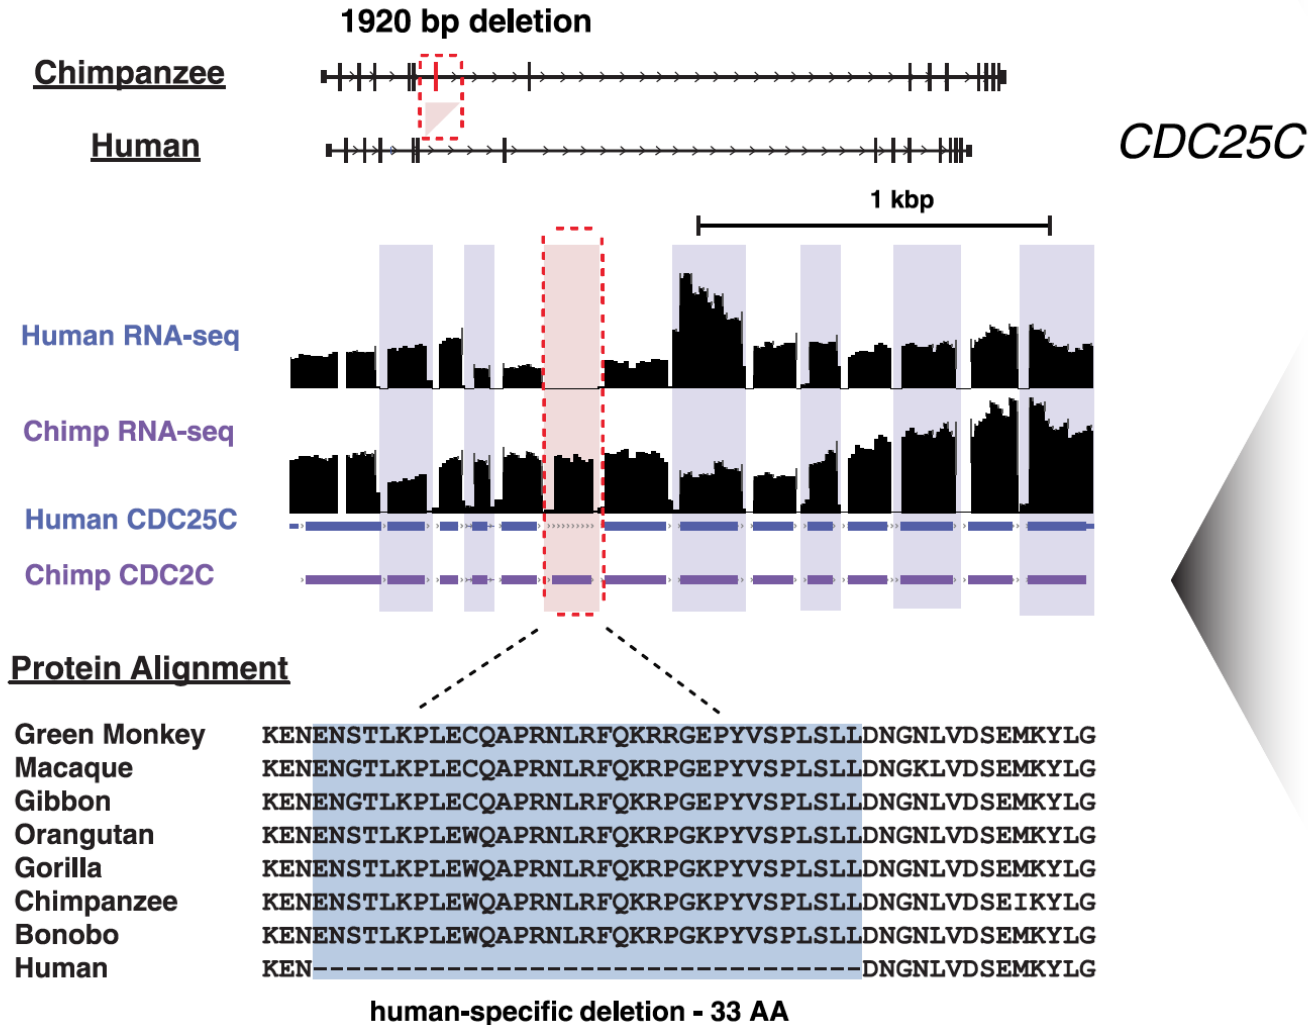 1920 bp deletion
Chimpanzee
Human
CDC25C
1 kbp
Human RNA-seq
Chimp RNA-seq
Human CDC25C
Chimp CDC2C
Protein Alignment
Green Monkey KENENSTLKPLECQAPRNLRFQKRRGEPYVSPLSLLDNGNLVDSEMKYLG
Macaque KENENGTLKPLECQAPRNLRFQKRPGEPYVSPLSLLDNGKLVDSEMKYLG
Gibbon KENENGTLKPLECQAPRNLRFQKRPGEPYVSPLSLLDNGNLVDSEMKYLG
Orangutan KENENSTLKPLEWQAPRNLRFQKRPGKPYVSPLSLLDNGNLVDSEMKYLG
Gorilla KENENSTLKPLEWQAPRNLRFQKRPGKPYVSPLSLLDNGNLVDSEMKYLG
Chimpanzee KENENSTLKPLEWQAPRNLRFQKRPGKPYVSPLSLLDNGNLVDSEIKYLG
Bonobo KENENSTLKPLEWQAPRNLRFQKRPGKPYVSPLSLLDNGNLVDSEMKYLG
Human KEN---------------------------------DNGNLVDSEMKYLG
human-specific deletion - 33 AA